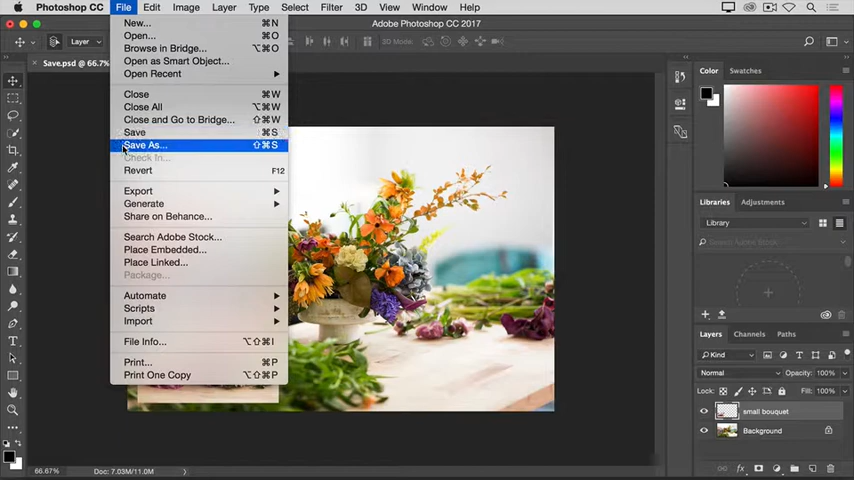 Photoshop CC File Edit Image Layer Type Select Filter 3D View Window Help
Adobe Photoshop CC 2017
Layer 3D Mode:
Save.psd @ 66.7%
New... ⌘N
Open... ⌘O
Browse in Bridge... ⌥⌘O
Open as Smart Object...
Open Recent
Close ⌘W
Close All ⌥⌘W
Close and Go to Bridge... ⇧⌘W
Save ⌘S
Save As... ⇧⌘S
Check In...
Revert F12
Export
Generate
Share on Behance...
Search Adobe Stock...
Place Embedded...
Place Linked...
Package...
Automate
Scripts
Import
File Info... ⌥⇧⌘I
Print... ⌘P
Print One Copy ⌥⇧⌘P
Color Swatches
Libraries Adjustments
Library
Search Adobe Stock
Layers Channels Paths
Kind
Normal Opacity: 100%
Lock: Fill: 100%
small bouquet
Background
66.67% Doc: 7.03M/11.0M